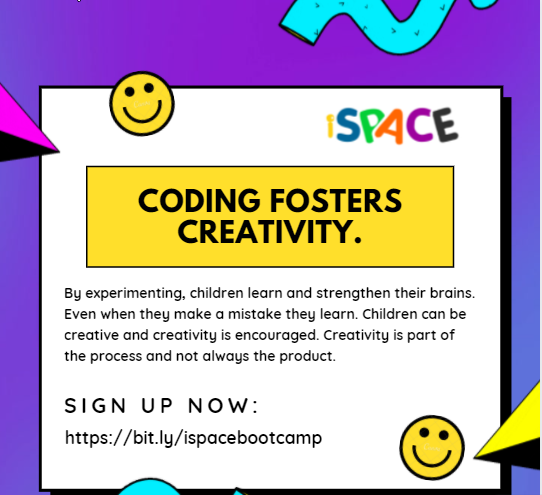 iSPACE
CODING FOSTERS
CREATIVITY.
By experimenting, children learn and strengthen their brains.
Even when they make a mistake they learn. Children can be
creative and creativity is encouraged. Creativity is part of
the process and not always the product.
SIGN UP NOW:
https://bit.ly/ispacebootcamp